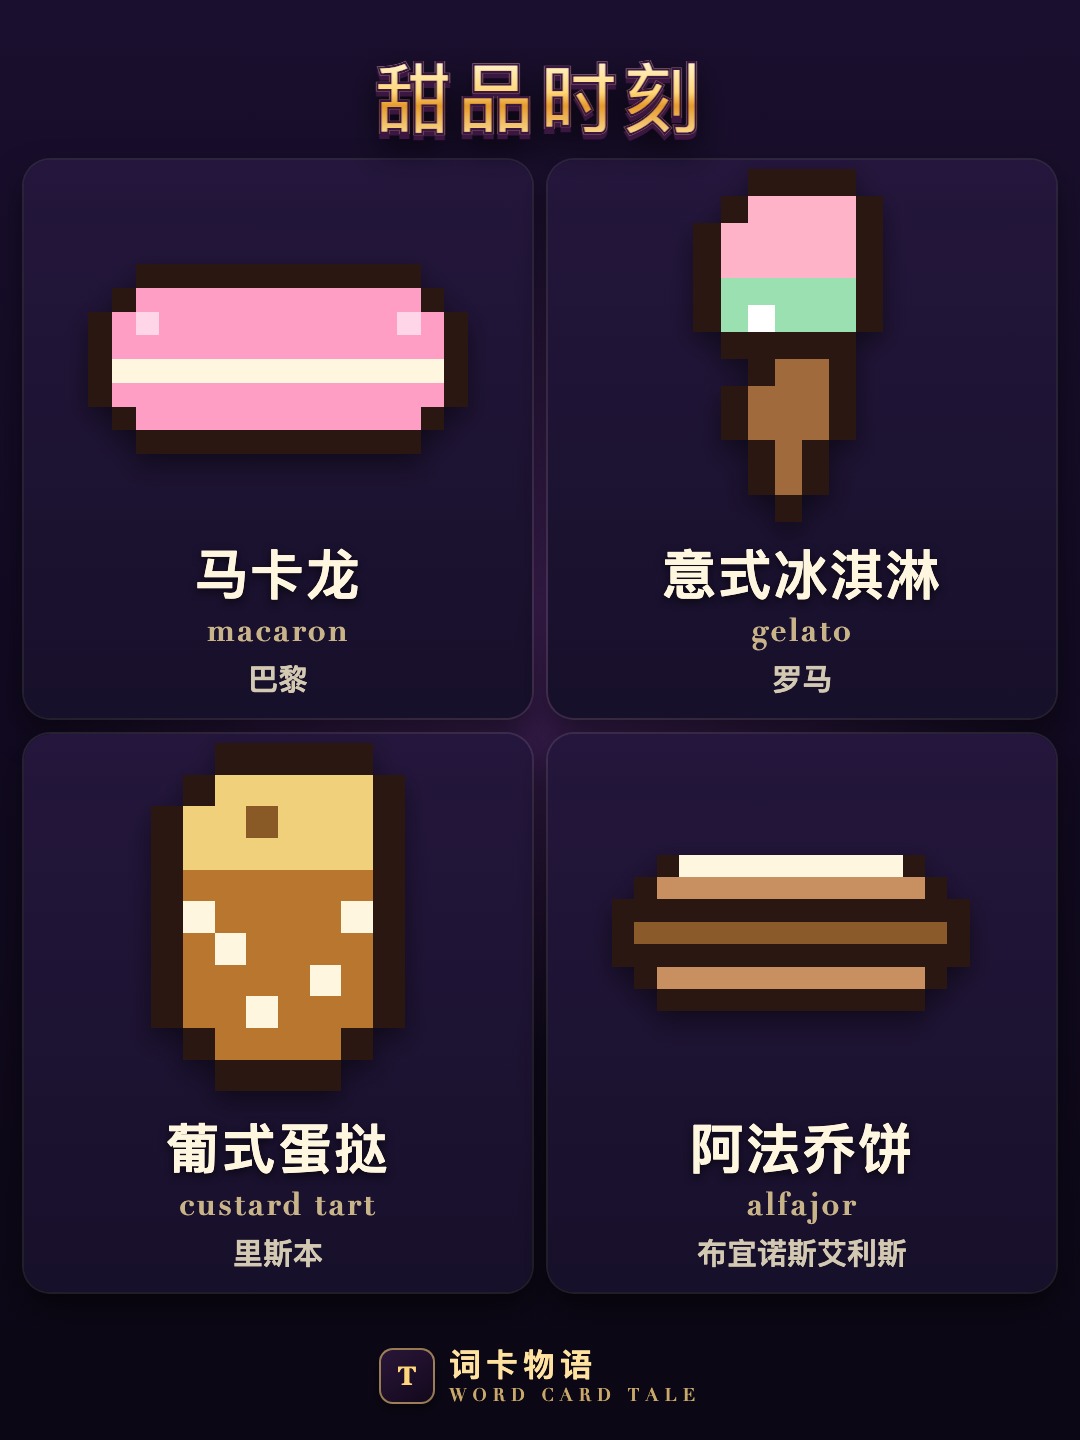 甜品时刻
马卡龙
macaron
巴黎
意式冰淇淋
gelato
罗马
葡式蛋挞
custard tart
里斯本
阿法乔饼
alfajor
布宜诺斯艾利斯
T
词卡物语
WORD CARD TALE